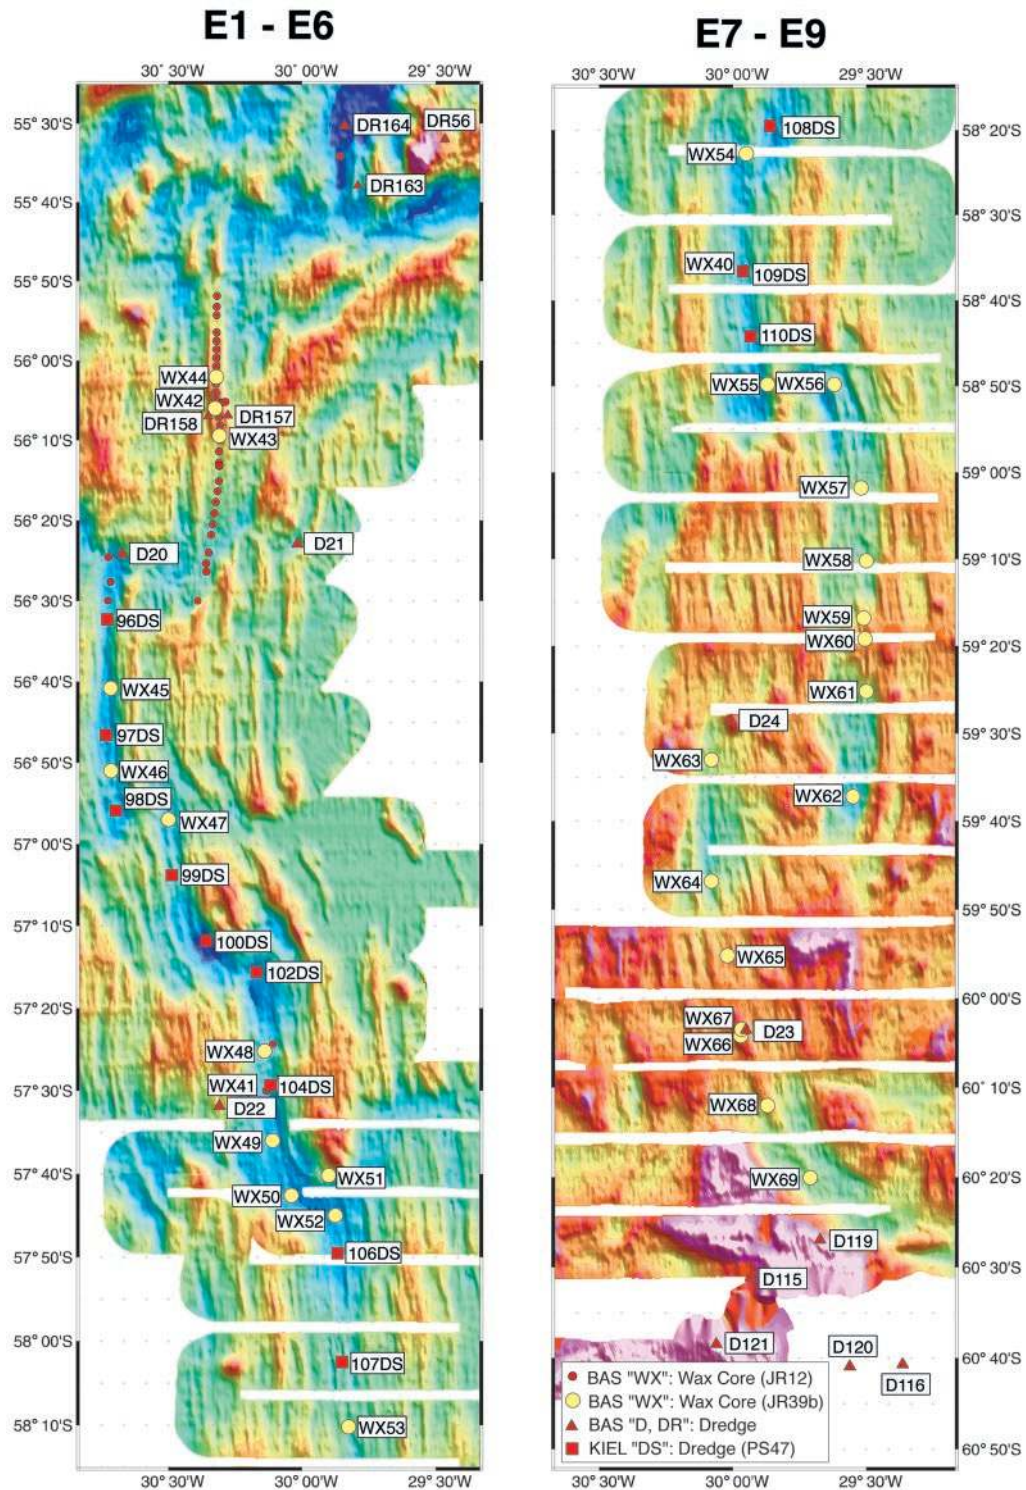 E1 - E6
30° 30'W
30° 00'W
29° 30'W
55° 30'S
55° 40'S
55° 50'S
56° 00'S
56° 10'S
56° 20'S
56° 30'S
56° 40'S
56° 50'S
57° 00'S
57° 10'S
57° 20'S
57° 30'S
57° 40'S
57° 50'S
58° 00'S
58° 10'S
DR164
DR56
DR163
WX44
WX42
DR158
DR157
WX43
D20
D21
96DS
WX45
97DS
WX46
98DS
WX47
99DS
100DS
102DS
WX48
WX41
104DS
D22
WX49
WX51
WX50
WX52
106DS
107DS
WX53
30° 30'W
30° 00'W
29° 30'W
E7 - E9
30° 30'W
30° 00'W
29° 30'W
108DS
WX54
WX40
109DS
110DS
WX55
WX56
WX57
WX58
WX59
WX60
WX61
D24
WX63
WX62
WX64
WX65
WX67
D23
WX66
WX68
WX69
D119
D115
D121
D120
D116
58° 20'S
58° 30'S
58° 40'S
58° 50'S
59° 00'S
59° 10'S
59° 20'S
59° 30'S
59° 40'S
59° 50'S
60° 00'S
60° 10'S
60° 20'S
60° 30'S
60° 40'S
60° 50'S
BAS "WX": Wax Core (JR12)
BAS "WX": Wax Core (JR39b)
BAS "D, DR": Dredge
KIEL "DS": Dredge (PS47)
30° 30'W
30° 00'W
29° 30'W